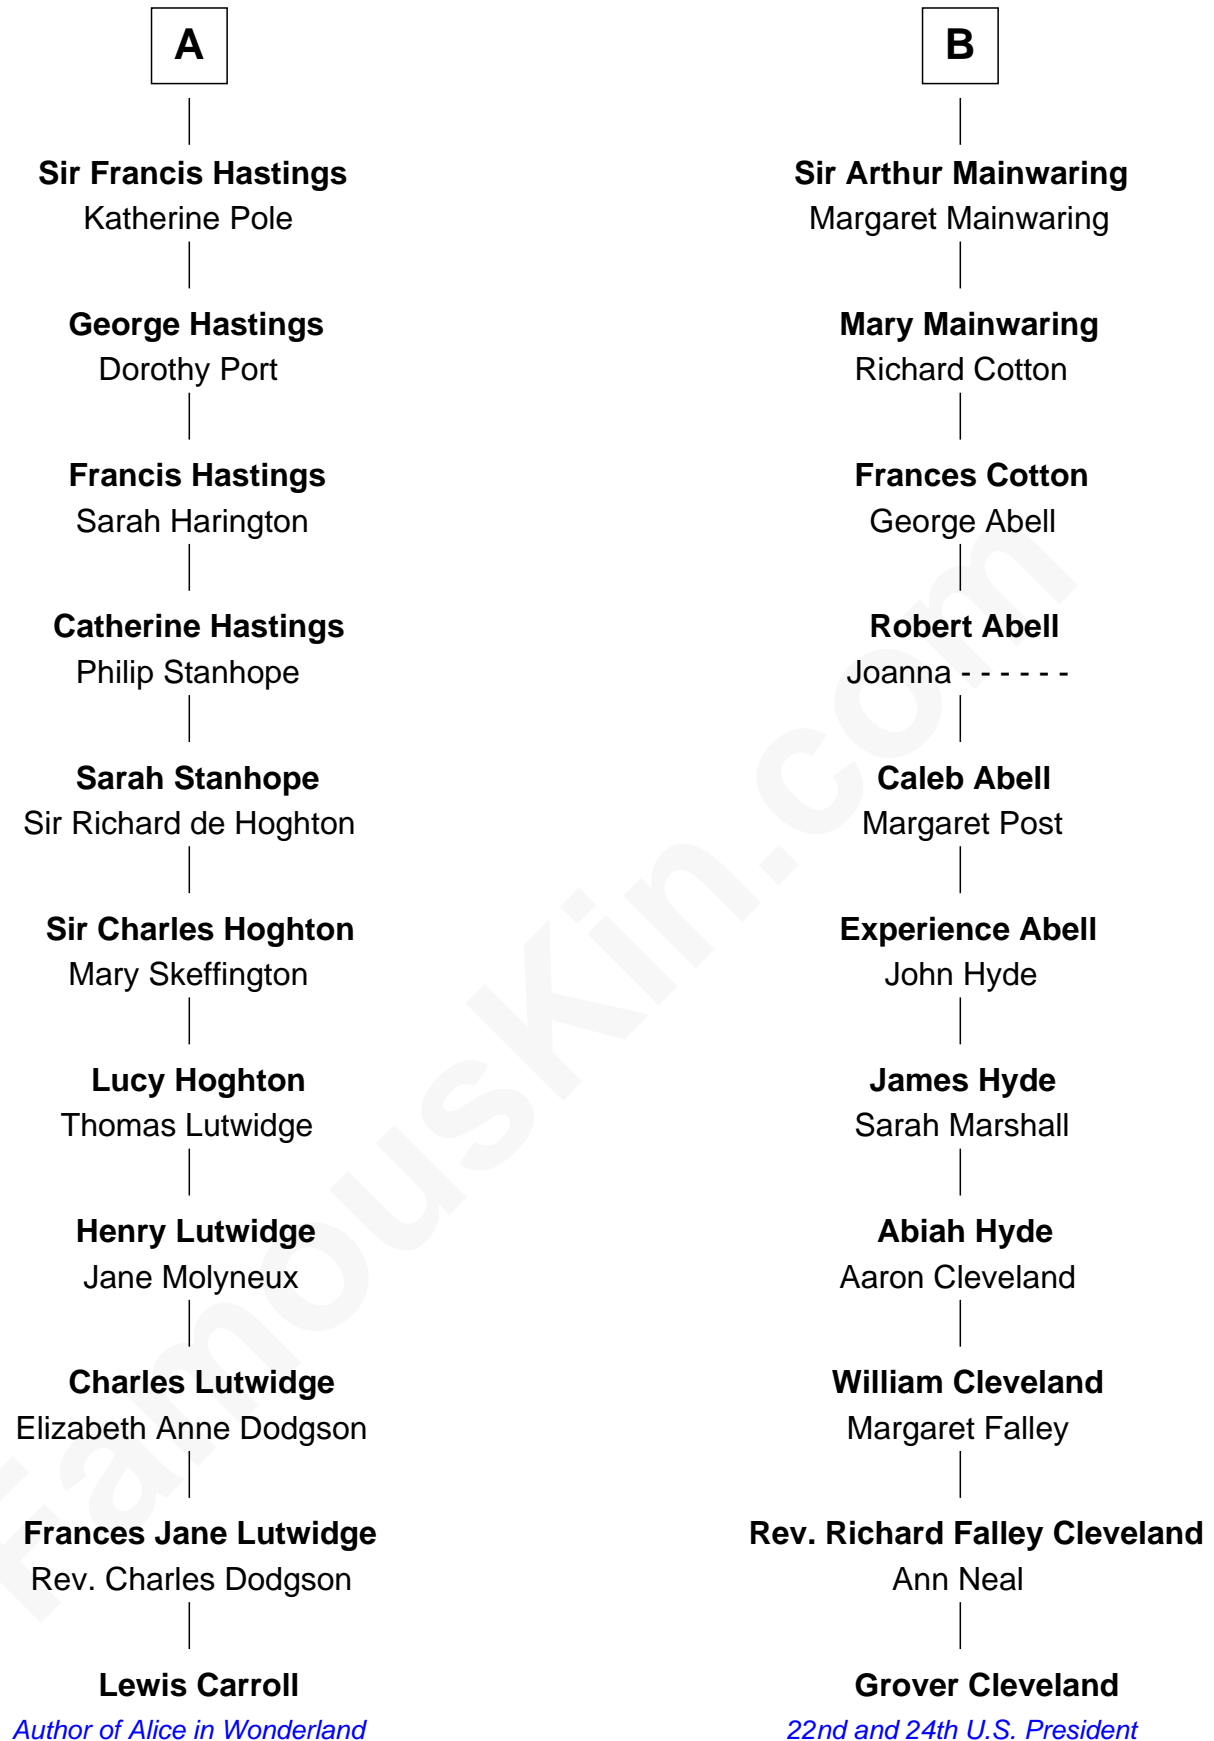 A
Sir Francis Hastings
Katherine Pole
George Hastings
Dorothy Port
Francis Hastings
Sarah Harington
Catherine Hastings
Philip Stanhope
Sarah Stanhope
Sir Richard de Hoghton
Sir Charles Hoghton
Mary Skeffington
Lucy Hoghton
Thomas Lutwidge
Henry Lutwidge
Jane Molyneux
Charles Lutwidge
Elizabeth Anne Dodgson
Frances Jane Lutwidge
Rev. Charles Dodgson
Lewis Carroll
Author of Alice in Wonderland
B
Sir Arthur Mainwaring
Margaret Mainwaring
Mary Mainwaring
Richard Cotton
Frances Cotton
George Abell
Robert Abell
Joanna - - - - - -
Caleb Abell
Margaret Post
Experience Abell
John Hyde
James Hyde
Sarah Marshall
Abiah Hyde
Aaron Cleveland
William Cleveland
Margaret Falley
Rev. Richard Falley Cleveland
Ann Neal
Grover Cleveland
22nd and 24th U.S. President
FamousKin.com